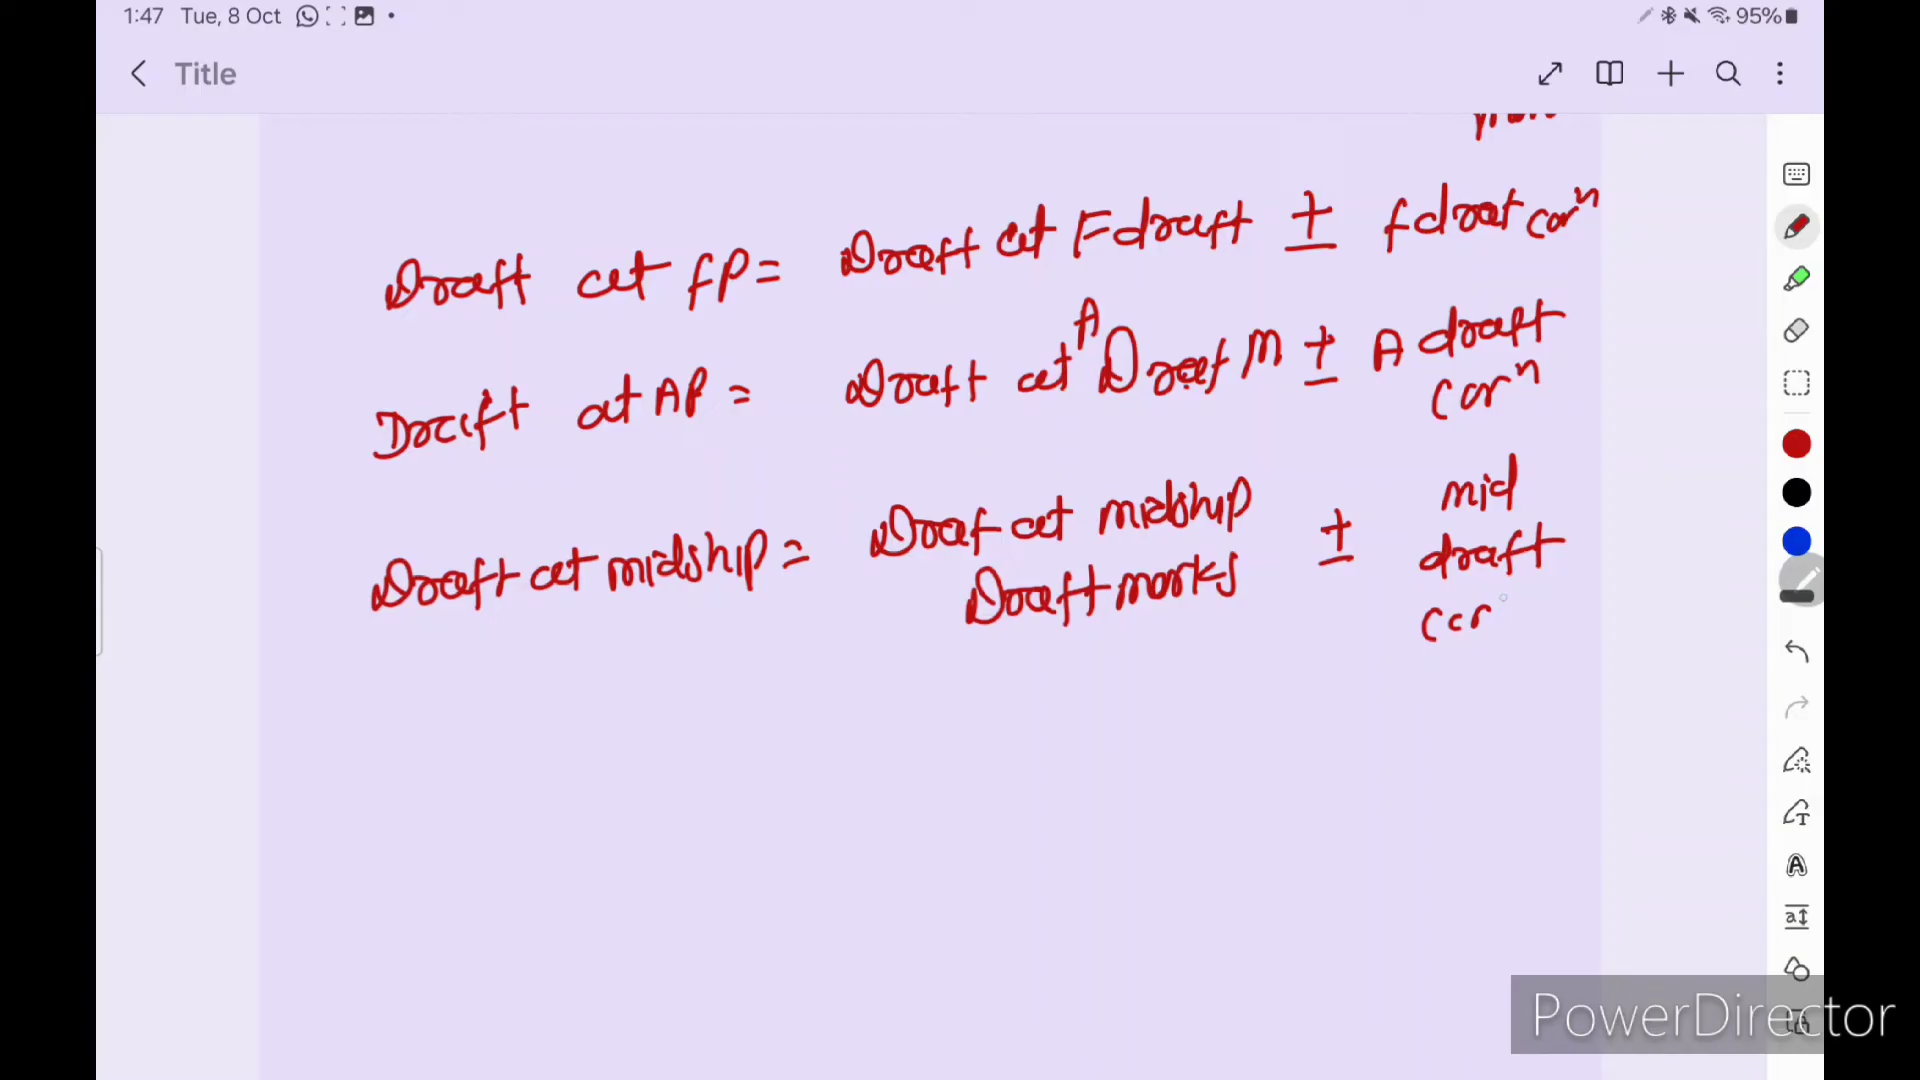 1:47 Tue, 8 Oct 95%
Title
Draft at FP = Draft at F draft ± f draft corⁿ
Draft at AP = Draft at A Draft M ± A draft corⁿ
Draft at midship = Draf at midship Draft marks ± mid draft cor
PowerDirector